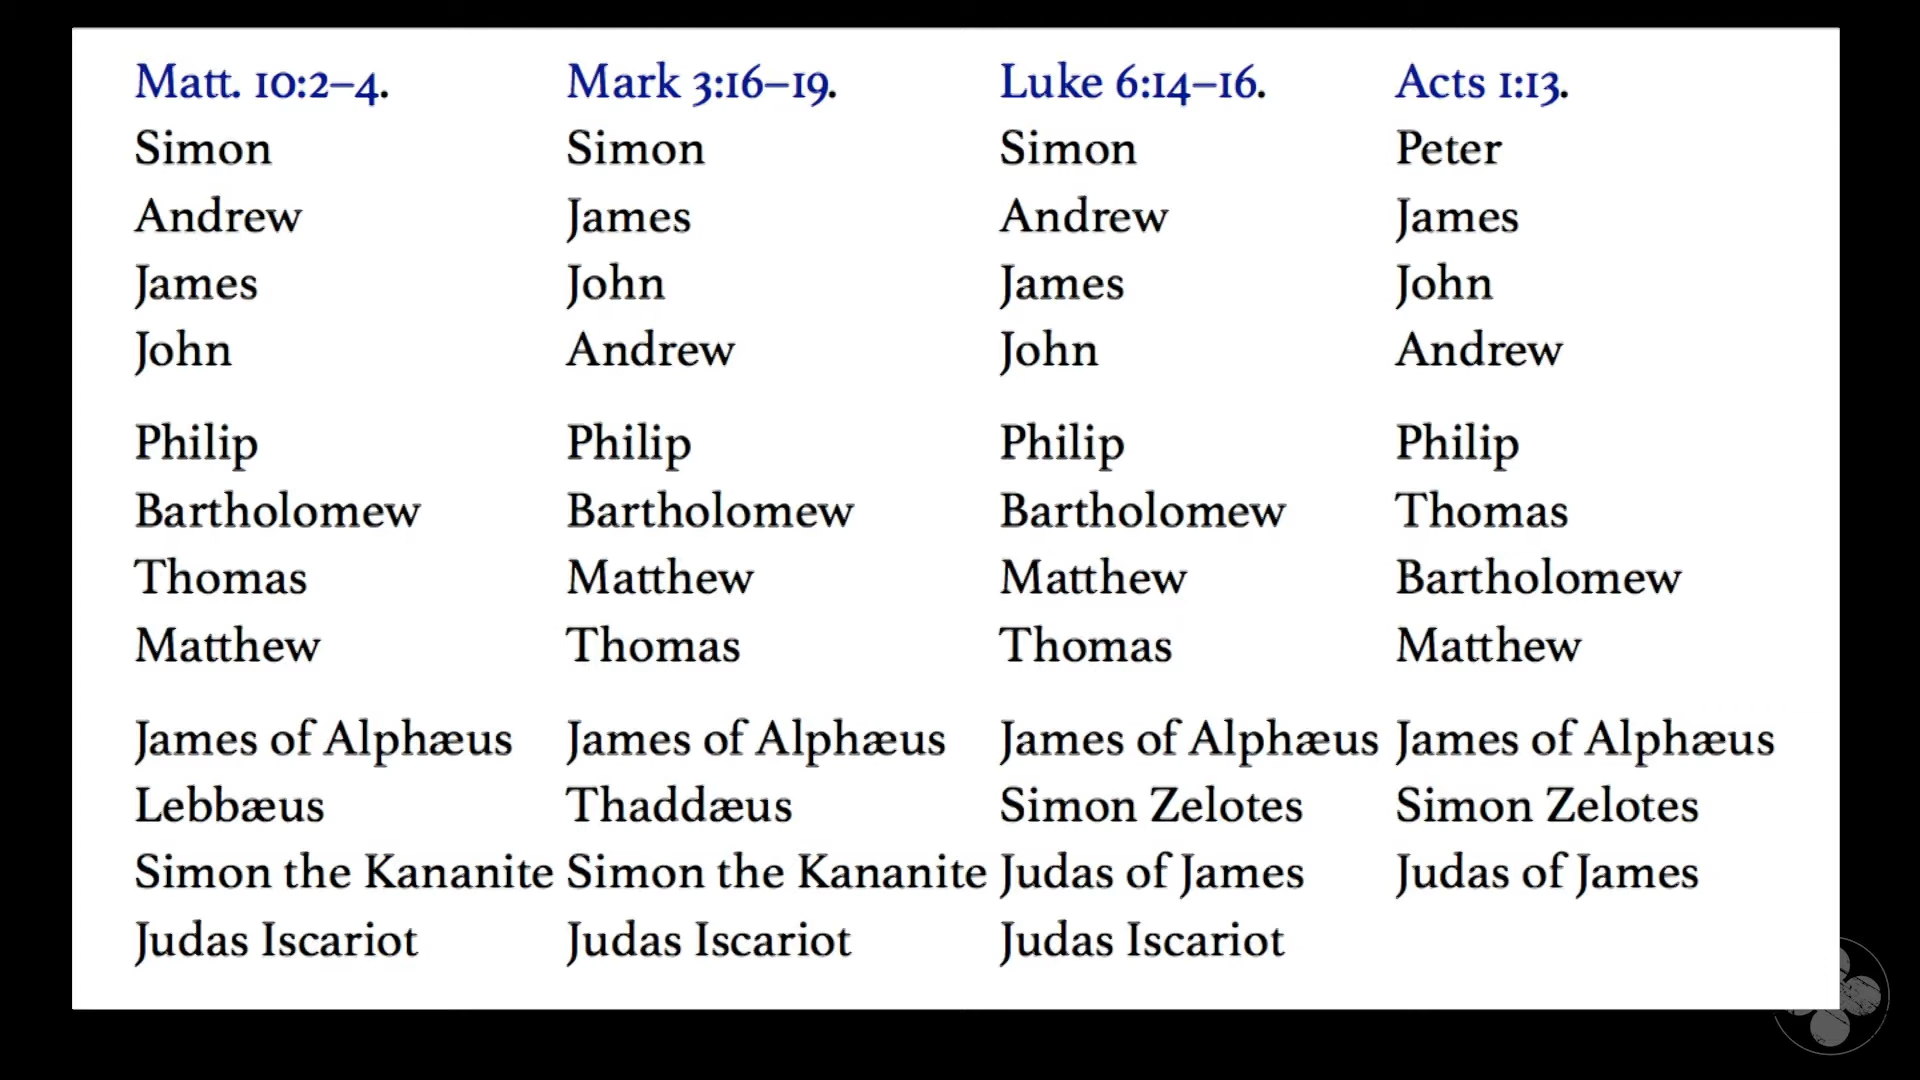 Matt. 10:2–4. Mark 3:16–19. Luke 6:14–16. Acts 1:13.
Simon Simon Simon Peter
Andrew James Andrew James
James John James John
John Andrew John Andrew
Philip Philip Philip Philip
Bartholomew Bartholomew Bartholomew Thomas
Thomas Matthew Matthew Bartholomew
Matthew Thomas Thomas Matthew
James of Alphæus James of Alphæus James of Alphæus James of Alphæus
Lebbæus Thaddæus Simon Zelotes Simon Zelotes
Simon the Kananite Simon the Kananite Judas of James Judas of James
Judas Iscariot Judas Iscariot Judas Iscariot